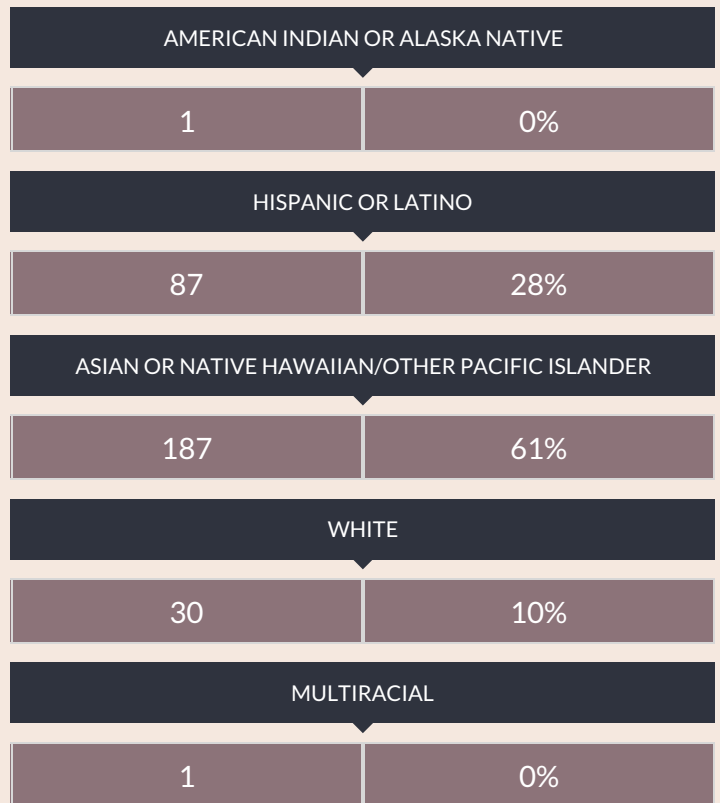 AMERICAN INDIAN OR ALASKA NATIVE
1 0%
HISPANIC OR LATINO
87 28%
ASIAN OR NATIVE HAWAIIAN/OTHER PACIFIC ISLANDER
187 61%
WHITE
30 10%
MULTIRACIAL
1 0%